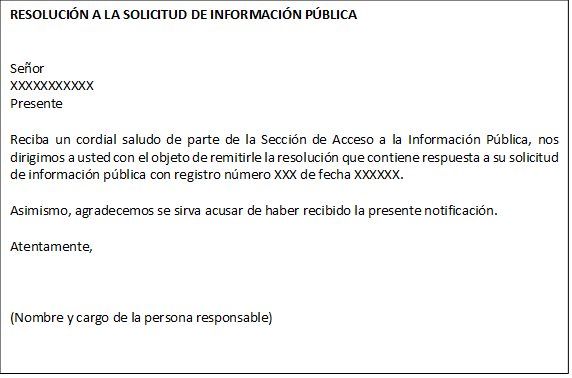 RESOLUCIÓN A LA SOLICITUD DE INFORMACIÓN PÚBLICA
Señor
XXXXXXXXXXX
Presente
Reciba un cordial saludo de parte de la Sección de Acceso a la Información Pública, nos
dirigimos a usted con el objeto de remitirle la resolución que contiene respuesta a su solicitud
de información pública con registro número XXX de fecha XXXXXX.
Asimismo, agradecemos se sirva acusar de haber recibido la presente notificación.
Atentamente,
(Nombre y cargo de la persona responsable)